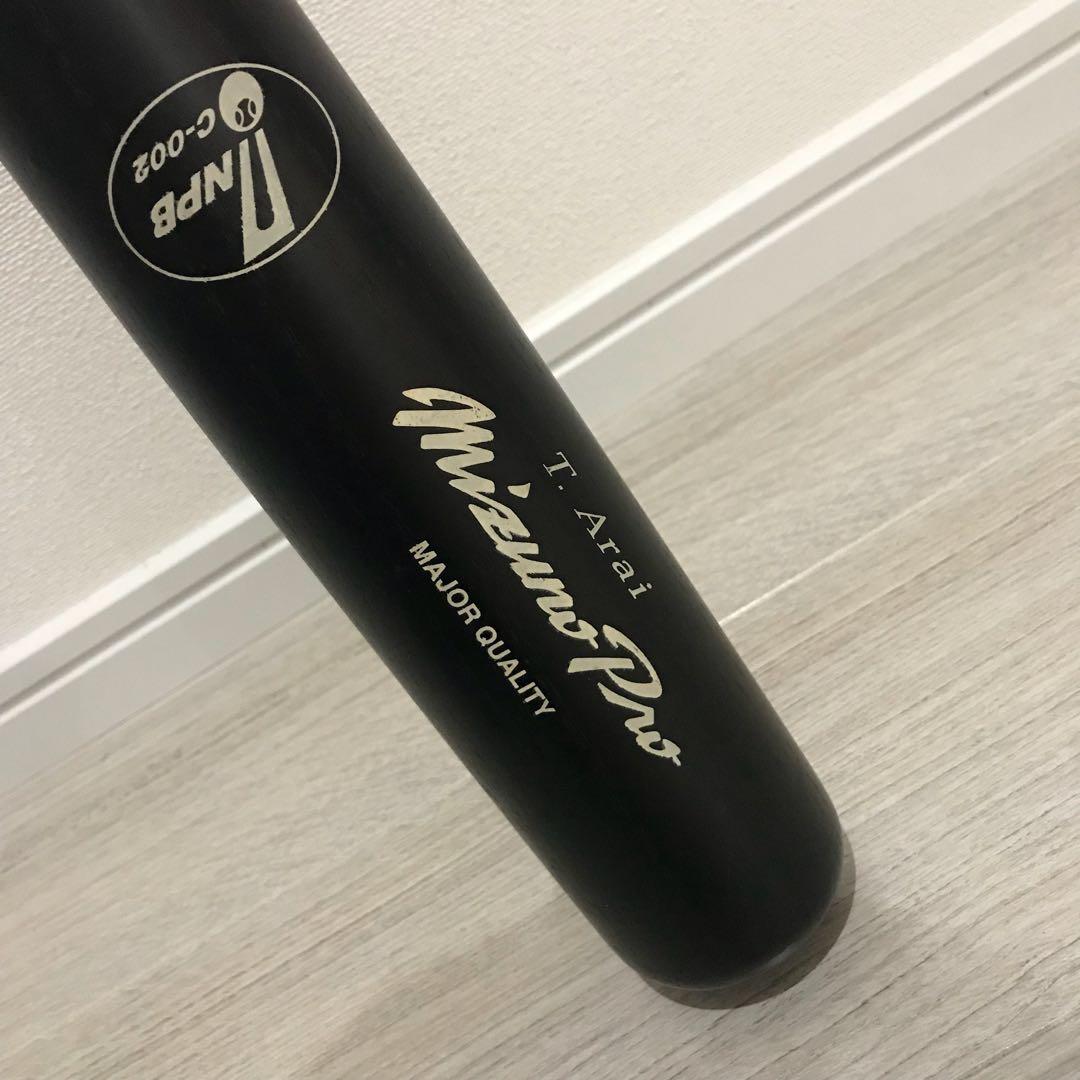 NPB
C-002
T. Arai
Mizuno Pro
MAJOR QUALITY